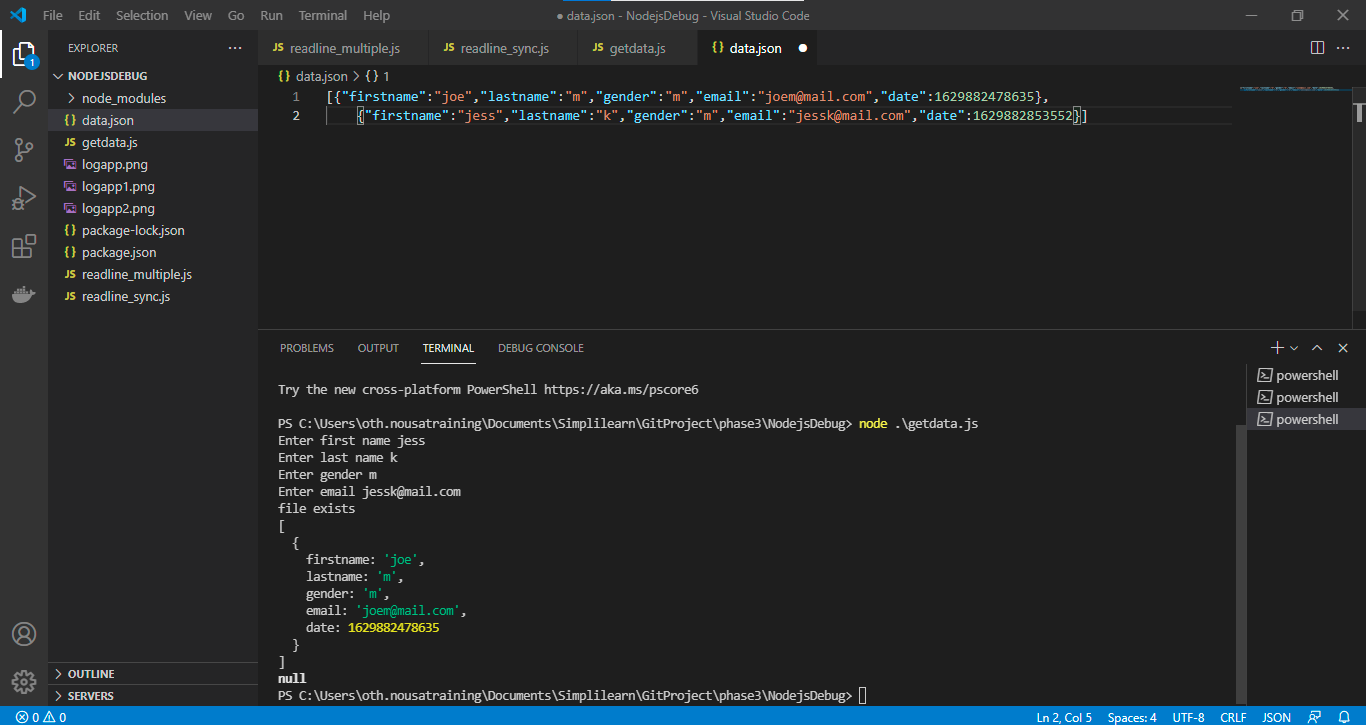 File Edit Selection View Go Run Terminal Help
● data.json - NodejsDebug - Visual Studio Code
EXPLORER
1
NODEJSDEBUG
node_modules
{} data.json
JS getdata.js
logapp.png
logapp1.png
logapp2.png
{} package-lock.json
{} package.json
JS readline_multiple.js
JS readline_sync.js
OUTLINE
SERVERS
JS readline_multiple.js JS readline_sync.js JS getdata.js {} data.json ●
{} data.json > {} 1
1 [{"firstname":"joe","lastname":"m","gender":"m","email":"joem@mail.com","date":1629882478635},
2 {"firstname":"jess","lastname":"k","gender":"m","email":"jessk@mail.com","date":1629882853552}]
PROBLEMS OUTPUT TERMINAL DEBUG CONSOLE
Try the new cross-platform PowerShell https://aka.ms/pscore6
PS C:\Users\oth.nousatraining\Documents\Simplilearn\GitProject\phase3\NodejsDebug> node .\getdata.js
Enter first name jess
Enter last name k
Enter gender m
Enter email jessk@mail.com
file exists
[
{
firstname: 'joe',
lastname: 'm',
gender: 'm',
email: 'joem@mail.com',
date: 1629882478635
}
]
null
PS C:\Users\oth.nousatraining\Documents\Simplilearn\GitProject\phase3\NodejsDebug>
powershell
powershell
powershell
0 0
Ln 2, Col 5 Spaces: 4 UTF-8 CRLF JSON